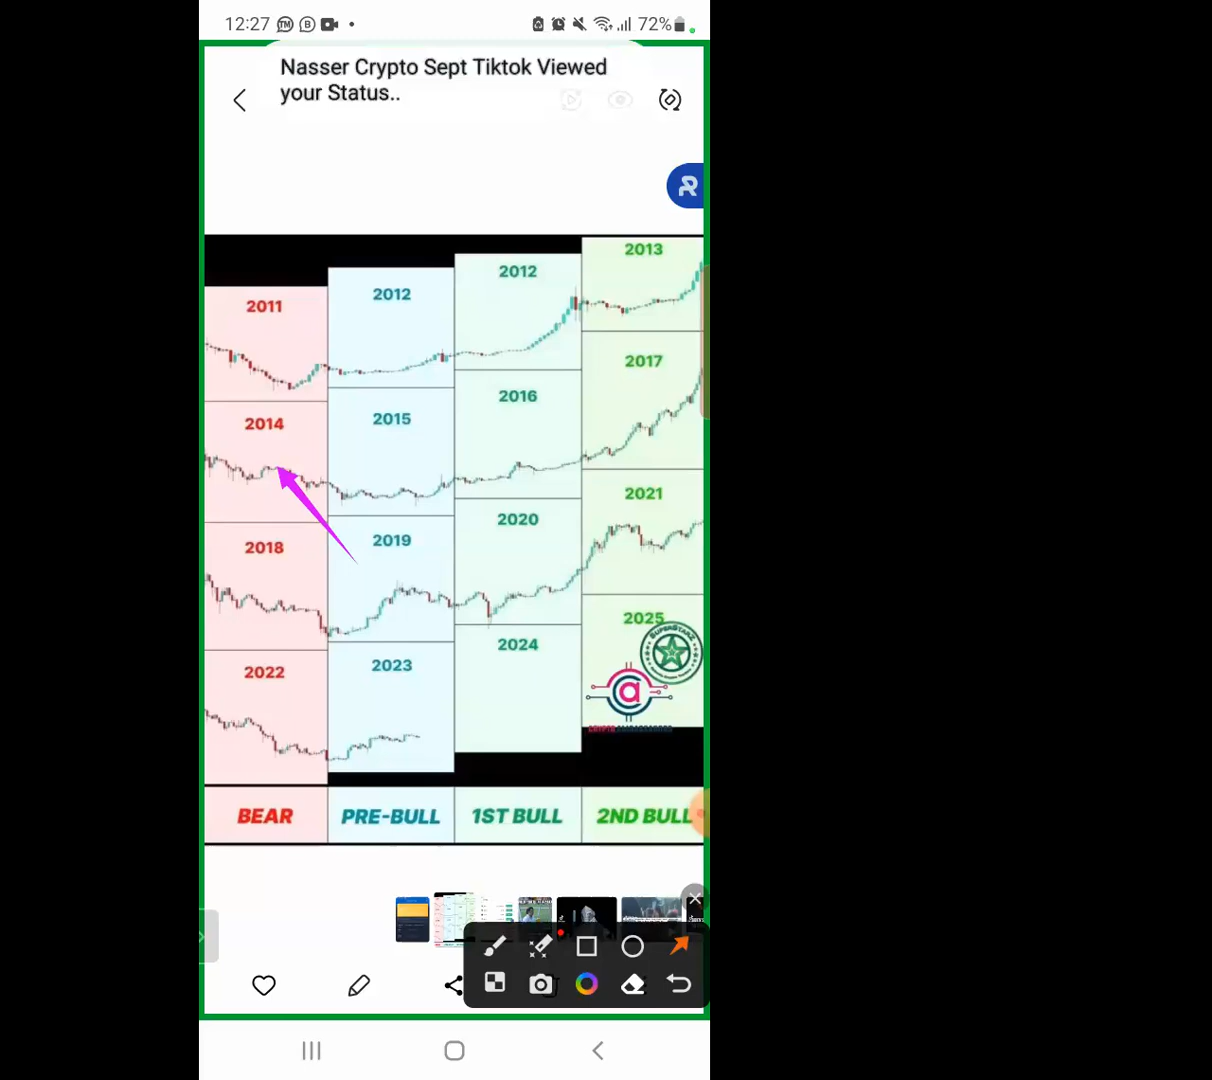 12:27
72%
Nasser Crypto Sept Tiktok Viewed
your Status..
2011
2012
2012
2013
2014
2015
2016
2017
2018
2019
2020
2021
2022
2023
2024
2025
SUPERSTARZ
BEAR
PRE-BULL
1ST BULL
2ND BULL